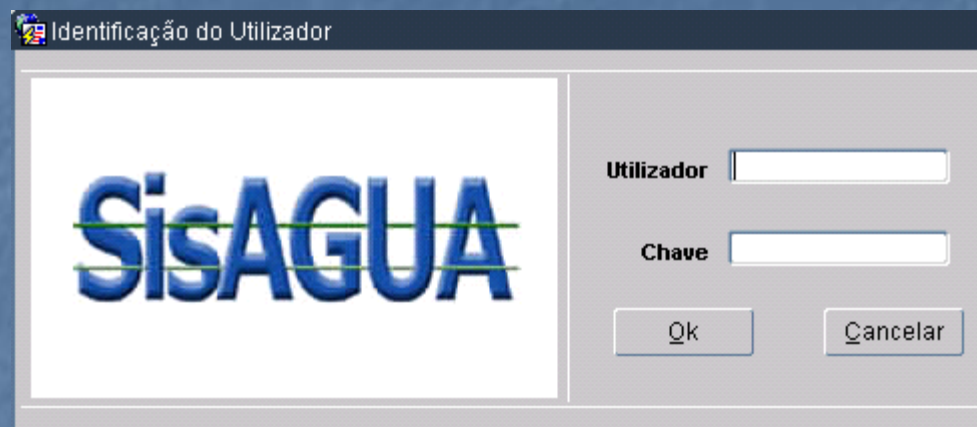 Identificação do Utilizador
SisAGUA
Utilizador
Chave
Ok
Cancelar